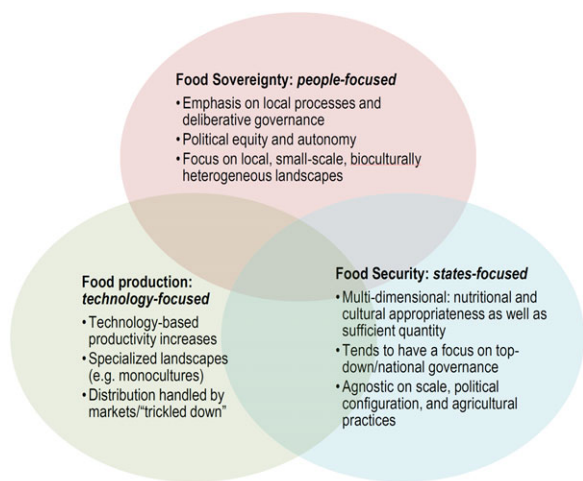 Food Sovereignty: people-focused
•Emphasis on local processes and
deliberative governance
•Political equity and autonomy
•Focus on local, small-scale, bioculturally
heterogeneous landscapes
Food production:
technology-focused
•Technology-based
productivity increases
•Specialized landscapes
(e.g. monocultures)
•Distribution handled by
markets/“trickled down”
Food Security: states-focused
•Multi-dimensional: nutritional and
cultural appropriateness as well as
sufficient quantity
•Tends to have a focus on top-
down/national governance
•Agnostic on scale, political
configuration, and agricultural
practices